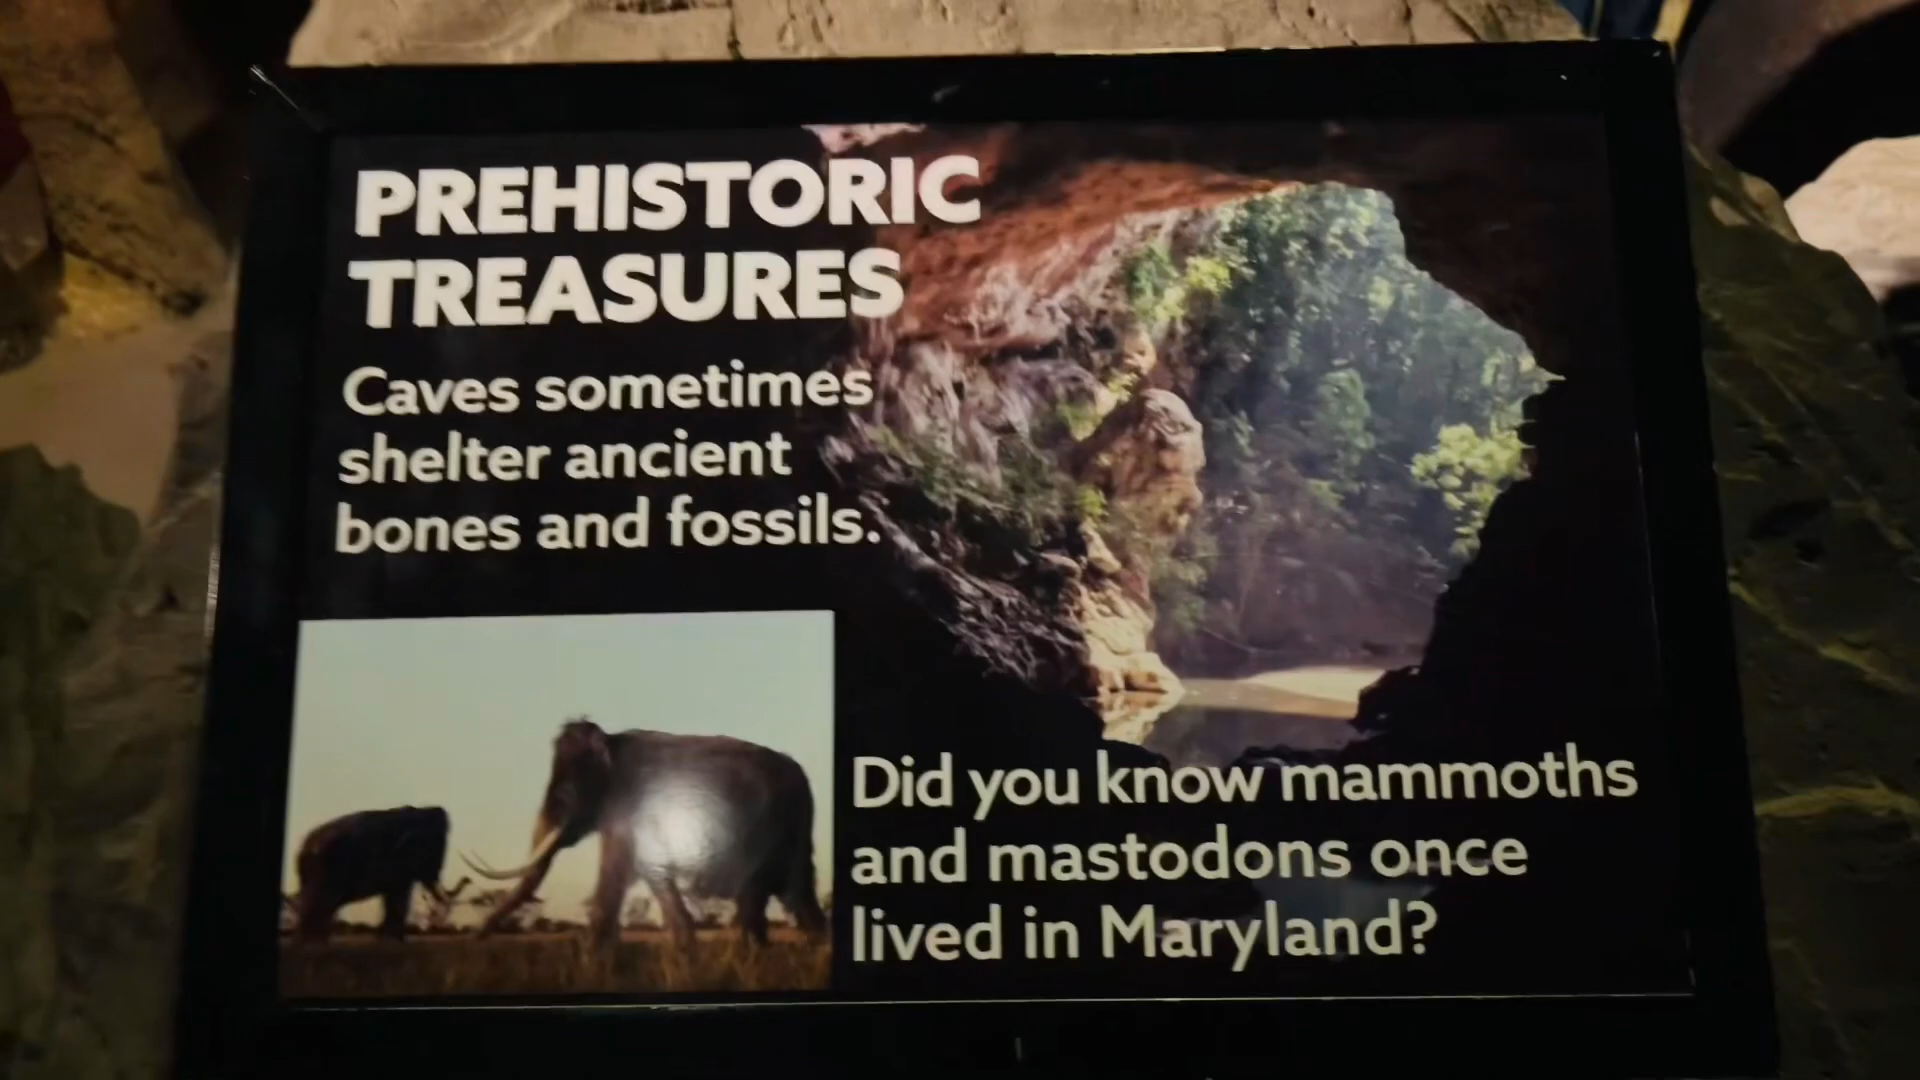 PREHISTORIC
TREASURES
Caves sometimes
shelter ancient
bones and fossils.
Did you know mammoths
and mastodons once
lived in Maryland?